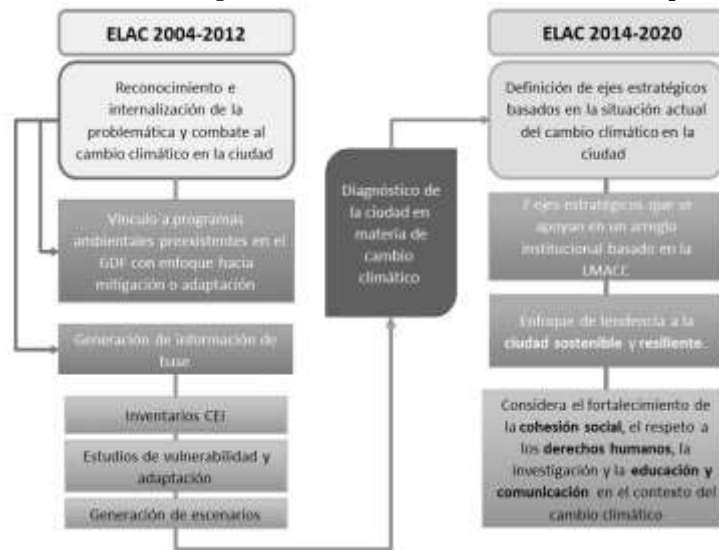 ELAC 2004-2012
Reconocimiento e
internalización de la
problemática y combate al
cambio climático en la ciudad
Vínculo a programas
ambientales preexistentes en el
GDF con enfoque hacia
mitigación o adaptación
Generación de información de
base
Inventarios CEI
Estudios de vulnerabilidad y
adaptación
Generación de escenarios
Diagnóstico de
la ciudad en
materia de
cambio
climático
ELAC 2014-2020
Definición de ejes estratégicos
basados en la situación actual
del cambio climático en la
ciudad
7 ejes estratégicos que se
apoyan en un arreglo
institucional basado en la
LMACC
Enfoque de tendencia a la
ciudad sostenible y resiliente.
Considera el fortalecimiento de
la cohesión social, el respeto a
los derechos humanos, la
investigación y la educación y
comunicación en el contexto del
cambio climático